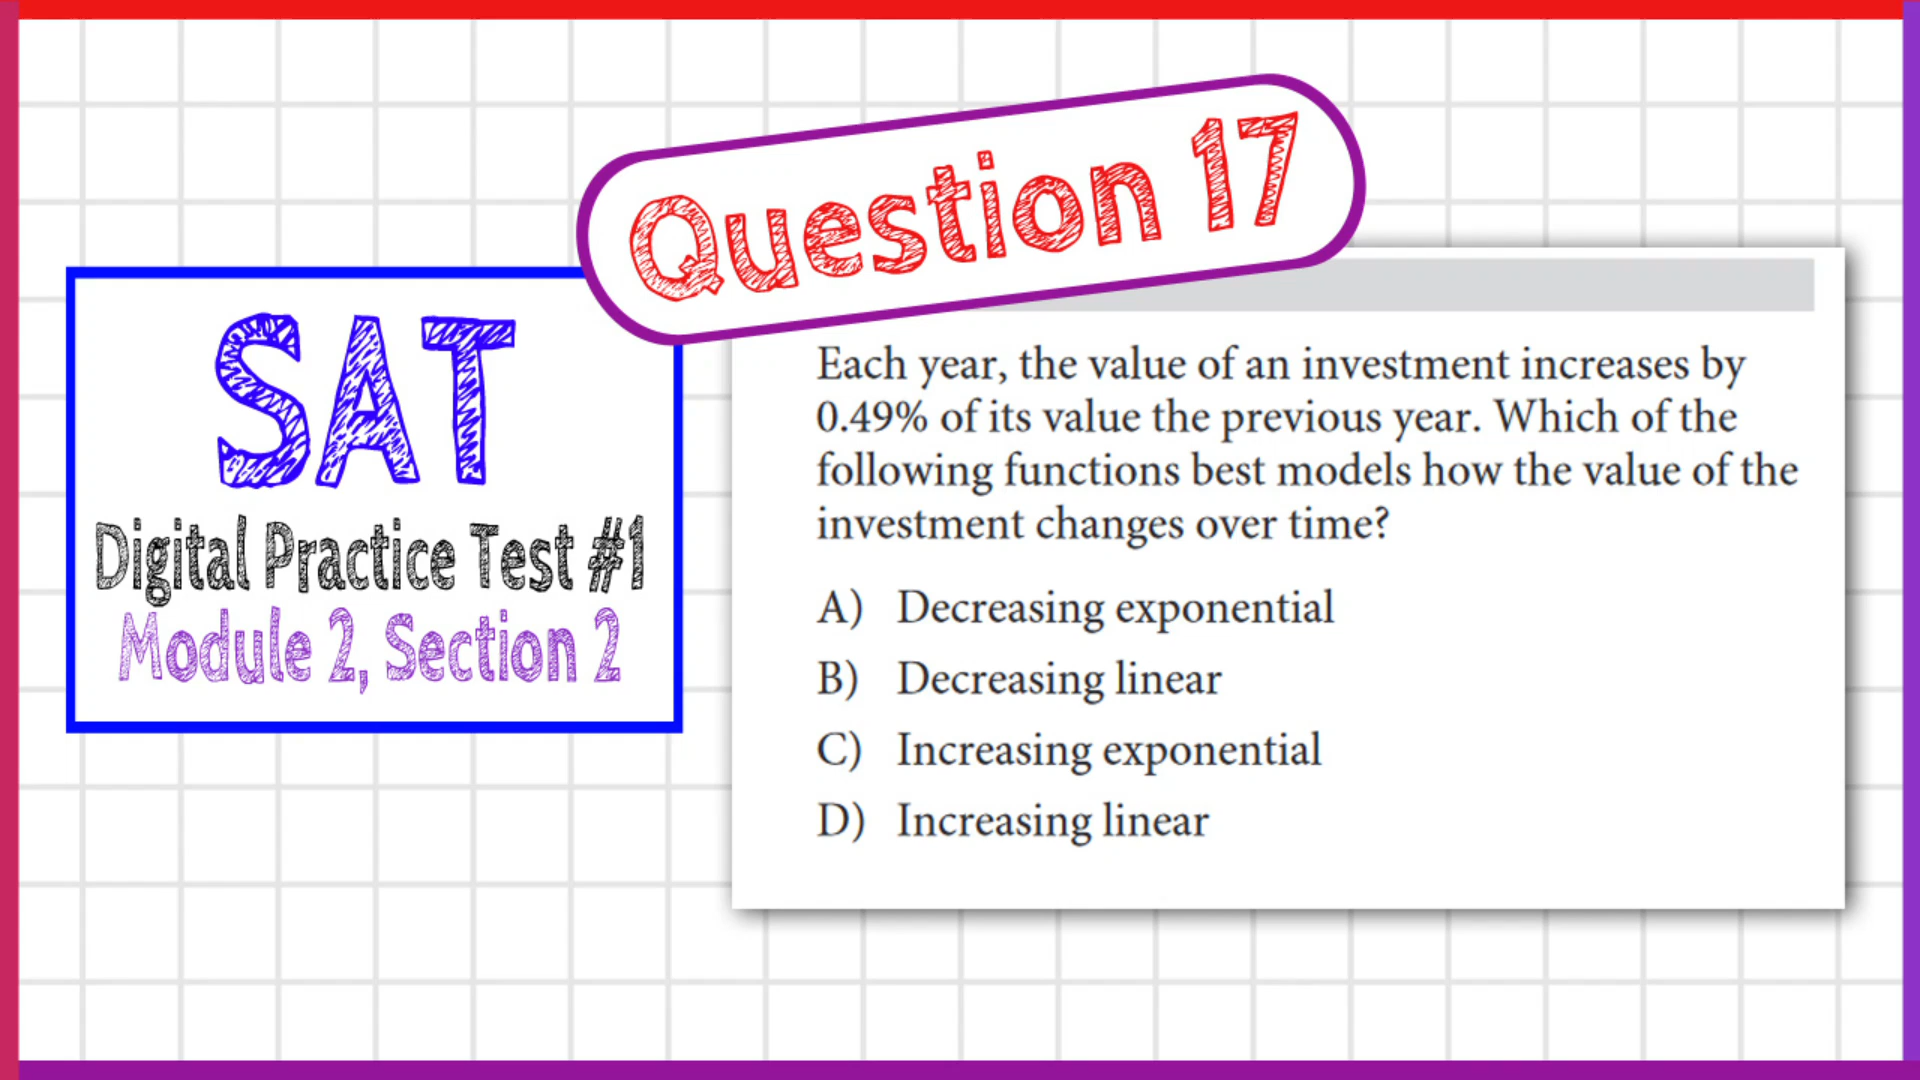 Question 17
SAT
Digital Practice Test #1
Module 2, Section 2
Each year, the value of an investment increases by
0.49% of its value the previous year. Which of the
following functions best models how the value of the
investment changes over time?
A) Decreasing exponential
B) Decreasing linear
C) Increasing exponential
D) Increasing linear